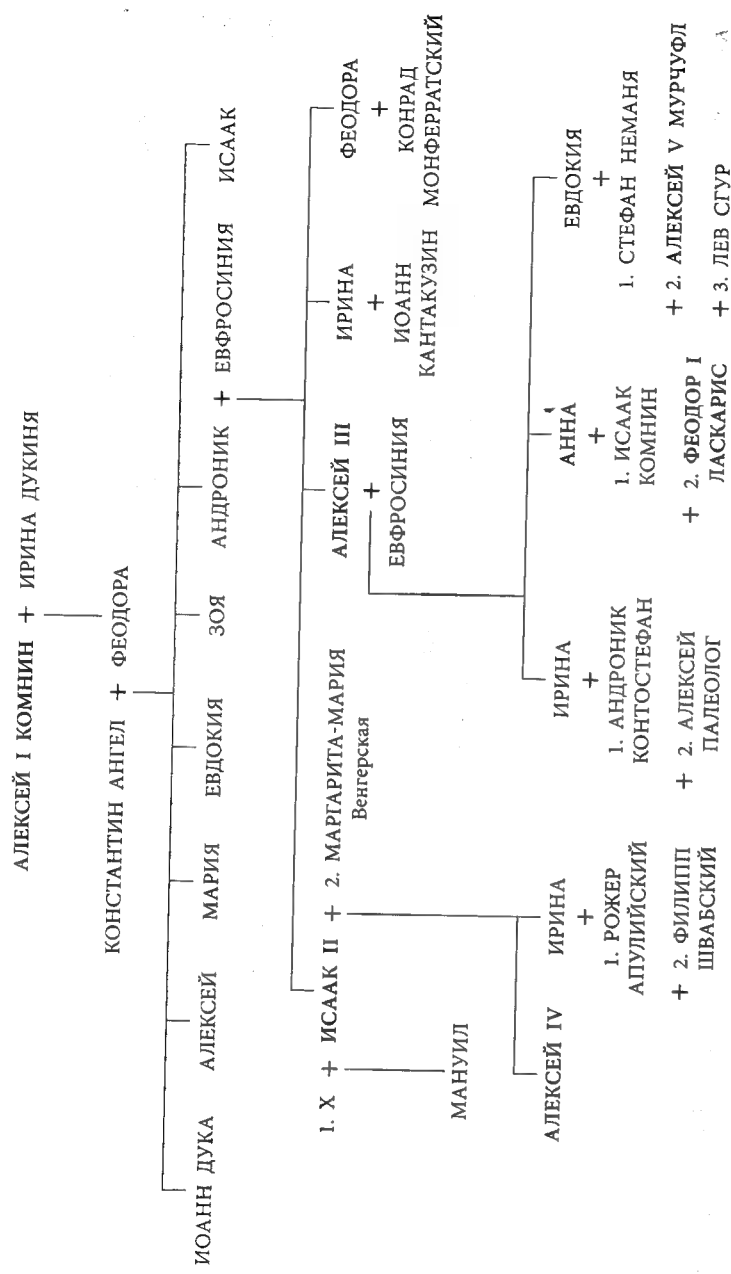 АЛЕКСЕЙ I КОМНИН + ИРИНА ДУКИНЯ
КОНСТАНТИН АНГЕЛ + ФЕОДОРА
ИОАНН ДУКА
АЛЕКСЕЙ
МАРИЯ
ЕВДОКИЯ
ЗОЯ
АНДРОНИК + ЕВФРОСИНИЯ
ИСААК
1. X + ИСААК II + 2. МАРГАРИТА-МАРИЯ
Венгерская
АЛЕКСЕЙ III
+
ЕВФРОСИНИЯ
ИРИНА
+
ИОАНН
КАНТАКУЗИН
ФЕОДОРА
+
КОНРАД
МОНФЕРРАТСКИЙ
МАНУИЛ
АЛЕКСЕЙ IV
ИРИНА
+
1. РОЖЕР
АПУЛИЙСКИЙ
+ 2. ФИЛИПП
ШВАБСКИЙ
ИРИНА
+
1. АНДРОНИК
КОНТОСТЕФАН
+ 2. АЛЕКСЕЙ
ПАЛЕОЛОГ
АННА
+
1. ИСААК
КОМНИН
+ 2. ФЕОДОР I
ЛАСКАРИС
ЕВДОКИЯ
+
1. СТЕФАН НЕМАНЯ
+ 2. АЛЕКСЕЙ V МУРЧУФЛ
+ 3. ЛЕВ СГУР